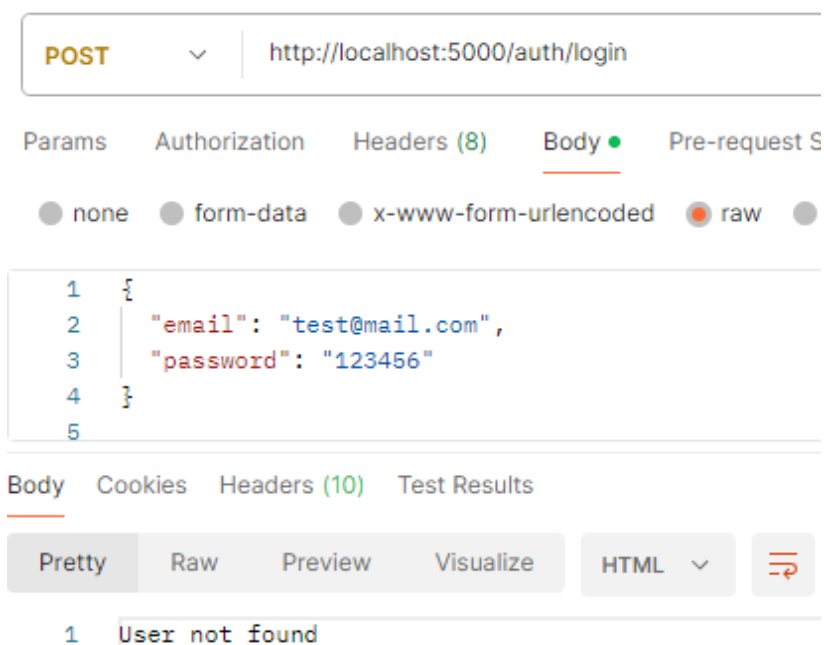 POST http://localhost:5000/auth/login
Params Authorization Headers (8) Body Pre-request S
none form-data x-www-form-urlencoded raw
1 {
2 "email": "test@mail.com",
3 "password": "123456"
4 }
5
Body Cookies Headers (10) Test Results
Pretty Raw Preview Visualize HTML
1 User not found